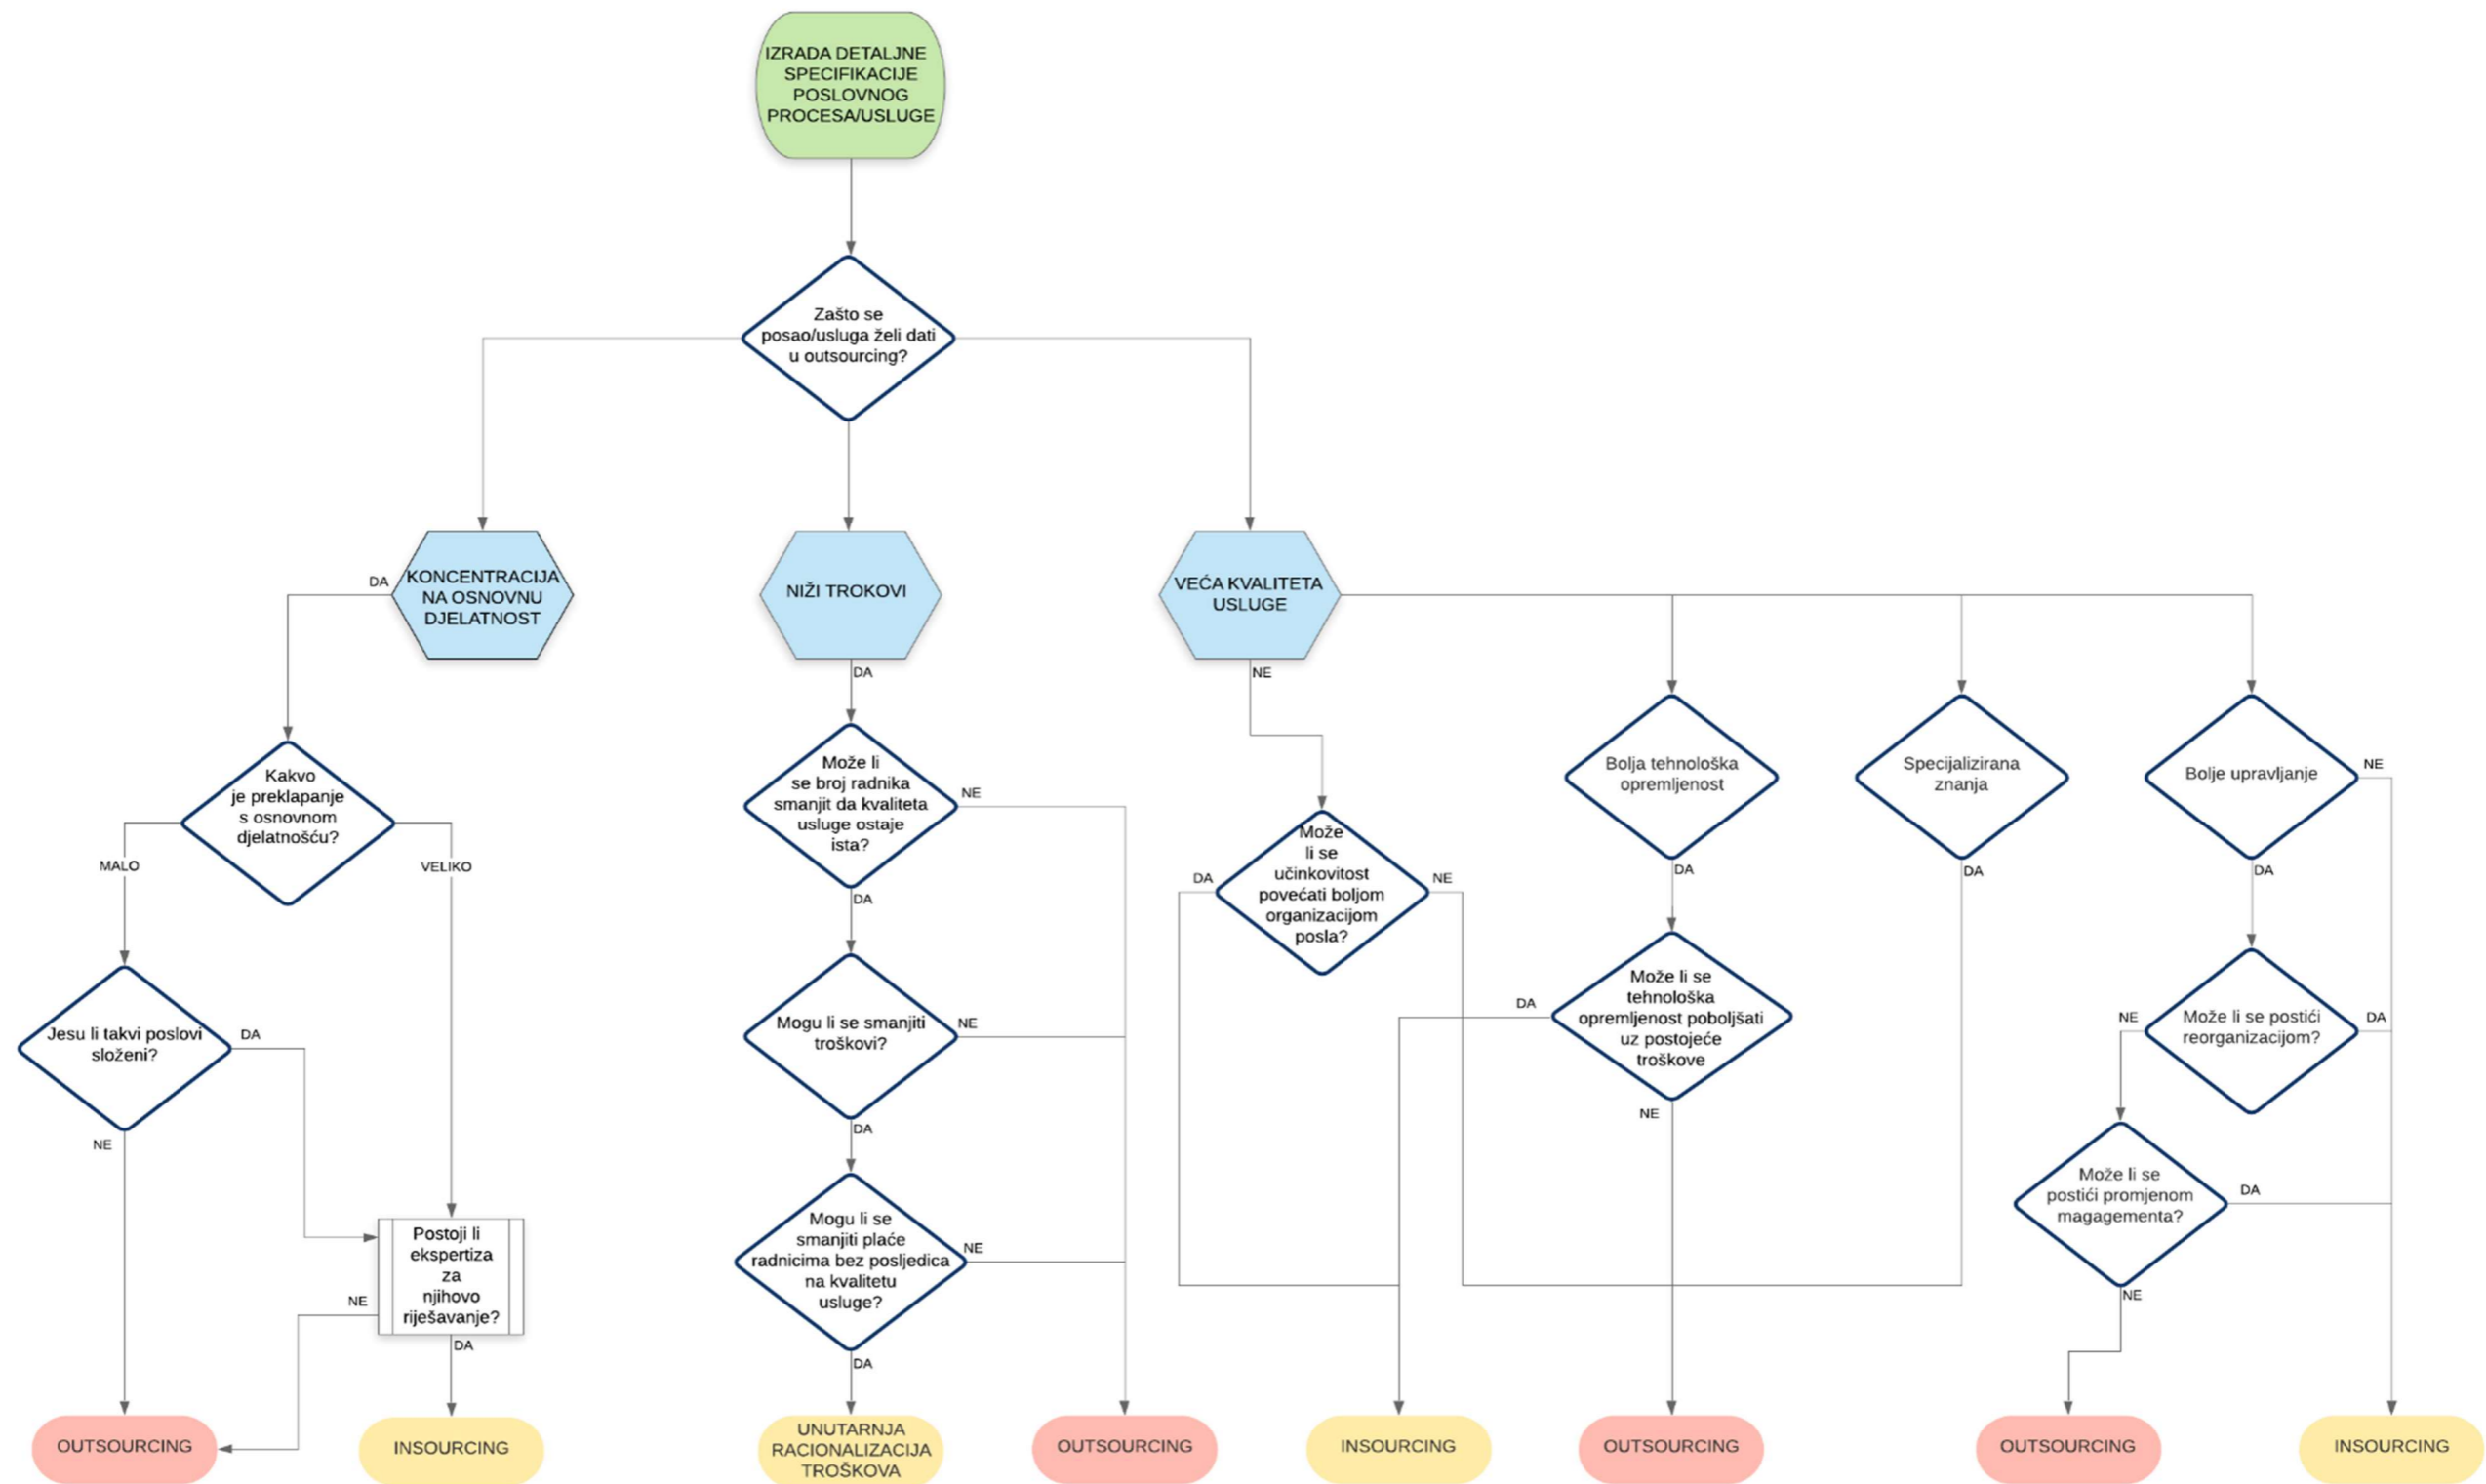 IZRADA DETALJNE
SPECIFIKACIJE
POSLOVNOG
PROCESA/USLUGE
Zašto se
posao/usluga želi dati
u outsourcing?
DA
KONCENTRACIJA
NA OSNOVNU
DJELATNOST
NIŽI TROKOVI
VEĆA KVALITETA
USLUGE
DA
NE
Kakvo
je preklapanje
s osnovnom
djelatnošću?
MALO
VELIKO
Jesu li takvi poslovi
složeni?
DA
NE
Postoji li
ekspertiza
za
njihovo
riješavanje?
NE
DA
OUTSOURCING
INSOURCING
Može li
se broj radnika
smanjit da kvaliteta
usluge ostaje
ista?
NE
DA
Mogu li se smanjiti
troškovi?
NE
DA
Mogu li se
smanjiti plaće
radnicima bez posljedica
na kvalitetu
usluge?
NE
DA
UNUTARNJA
RACIONALIZACIJA
TROŠKOVA
OUTSOURCING
Može
li se
učinkovitost
povećati boljom
organizacijom
posla?
DA
NE
Bolja tehnološka
opremljenost
DA
Može li se
tehnološka
opremljenost poboljšati
uz postojeće
troškove
DA
NE
INSOURCING
OUTSOURCING
Specijalizirana
znanja
DA
Bolje upravljanje
NE
DA
Može li se postići
reorganizacijom?
NE
DA
Može li se
postići promjenom
magagementa?
DA
NE
OUTSOURCING
INSOURCING